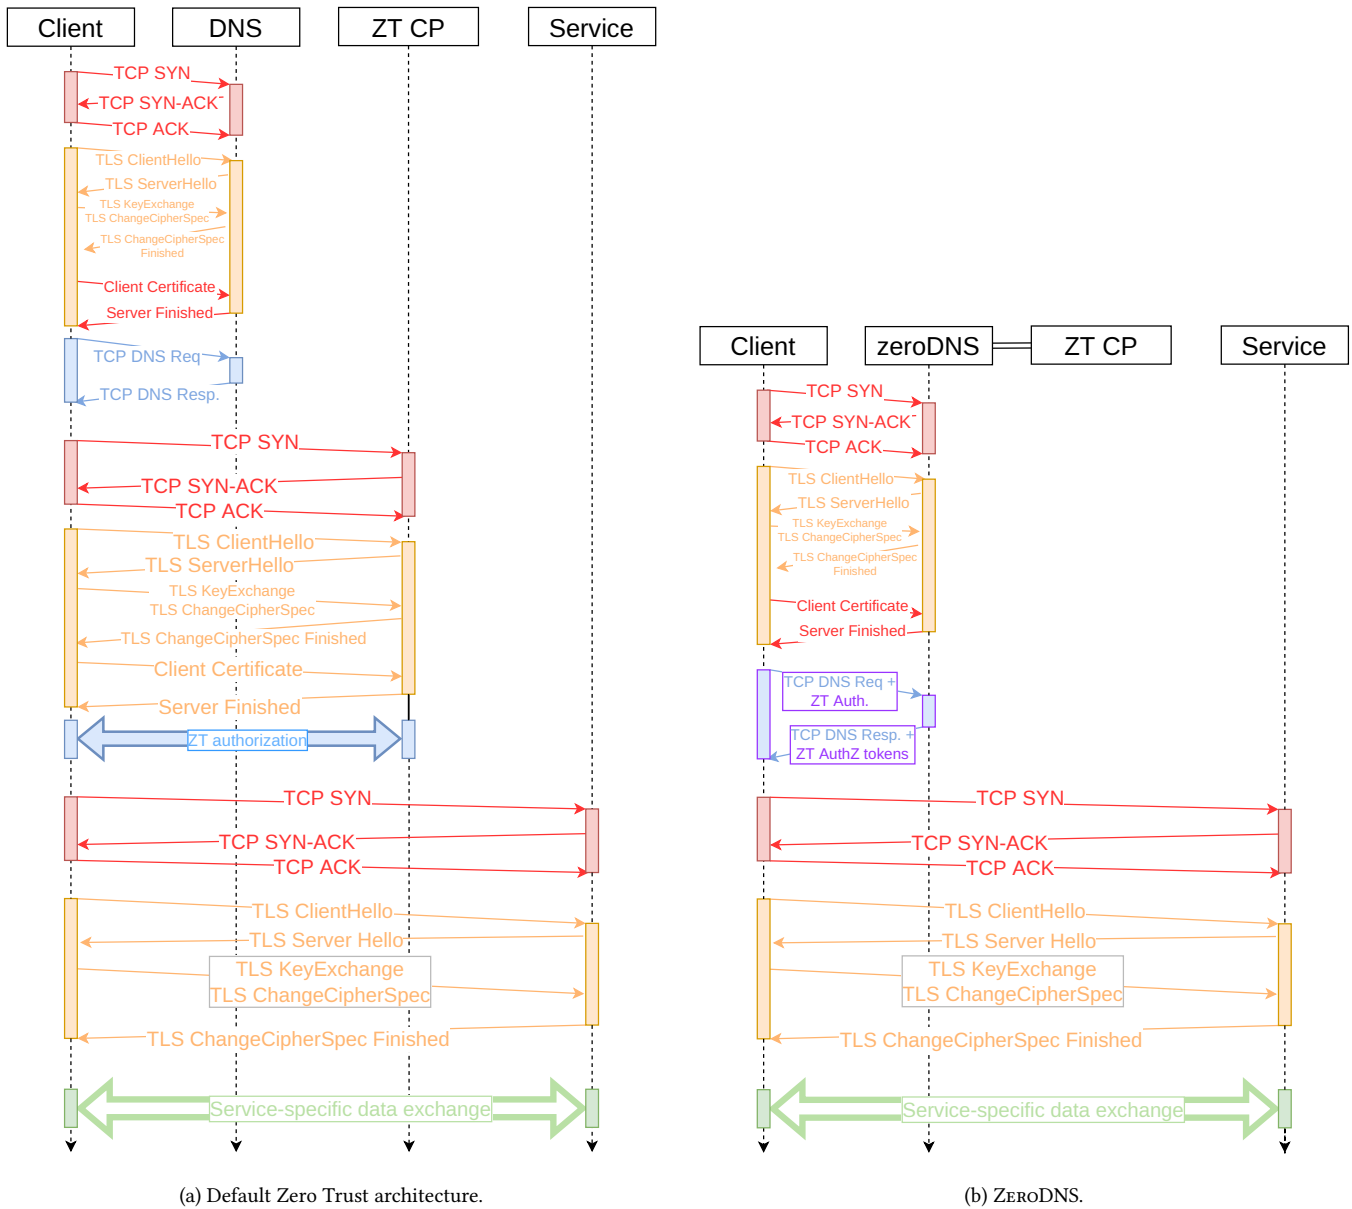 Client
DNS
ZT CP
Service
TCP SYN
TCP SYN-ACK
TCP ACK
TLS ClientHello
TLS ServerHello
TLS KeyExchange
TLS ChangeCipherSpec
TLS ChangeCipherSpec
Finished
Client Certificate
Server Finished
TCP DNS Req
TCP DNS Resp.
TCP SYN
TCP SYN-ACK
TCP ACK
TLS ClientHello
TLS ServerHello
TLS KeyExchange
TLS ChangeCipherSpec
TLS ChangeCipherSpec Finished
Client Certificate
Server Finished
ZT authorization
TCP SYN
TCP SYN-ACK
TCP ACK
TLS ClientHello
TLS Server Hello
TLS KeyExchange
TLS ChangeCipherSpec
TLS ChangeCipherSpec Finished
Service-specific data exchange
(a) Default Zero Trust architecture.
Client
zeroDNS
ZT CP
Service
TCP SYN
TCP SYN-ACK
TCP ACK
TLS ClientHello
TLS ServerHello
TLS KeyExchange
TLS ChangeCipherSpec
TLS ChangeCipherSpec
Finished
Client Certificate
Server Finished
TCP DNS Req +
ZT Auth.
TCP DNS Resp. +
ZT AuthZ tokens
TCP SYN
TCP SYN-ACK
TCP ACK
TLS ClientHello
TLS Server Hello
TLS KeyExchange
TLS ChangeCipherSpec
TLS ChangeCipherSpec Finished
Service-specific data exchange
(b) ZeroDNS.